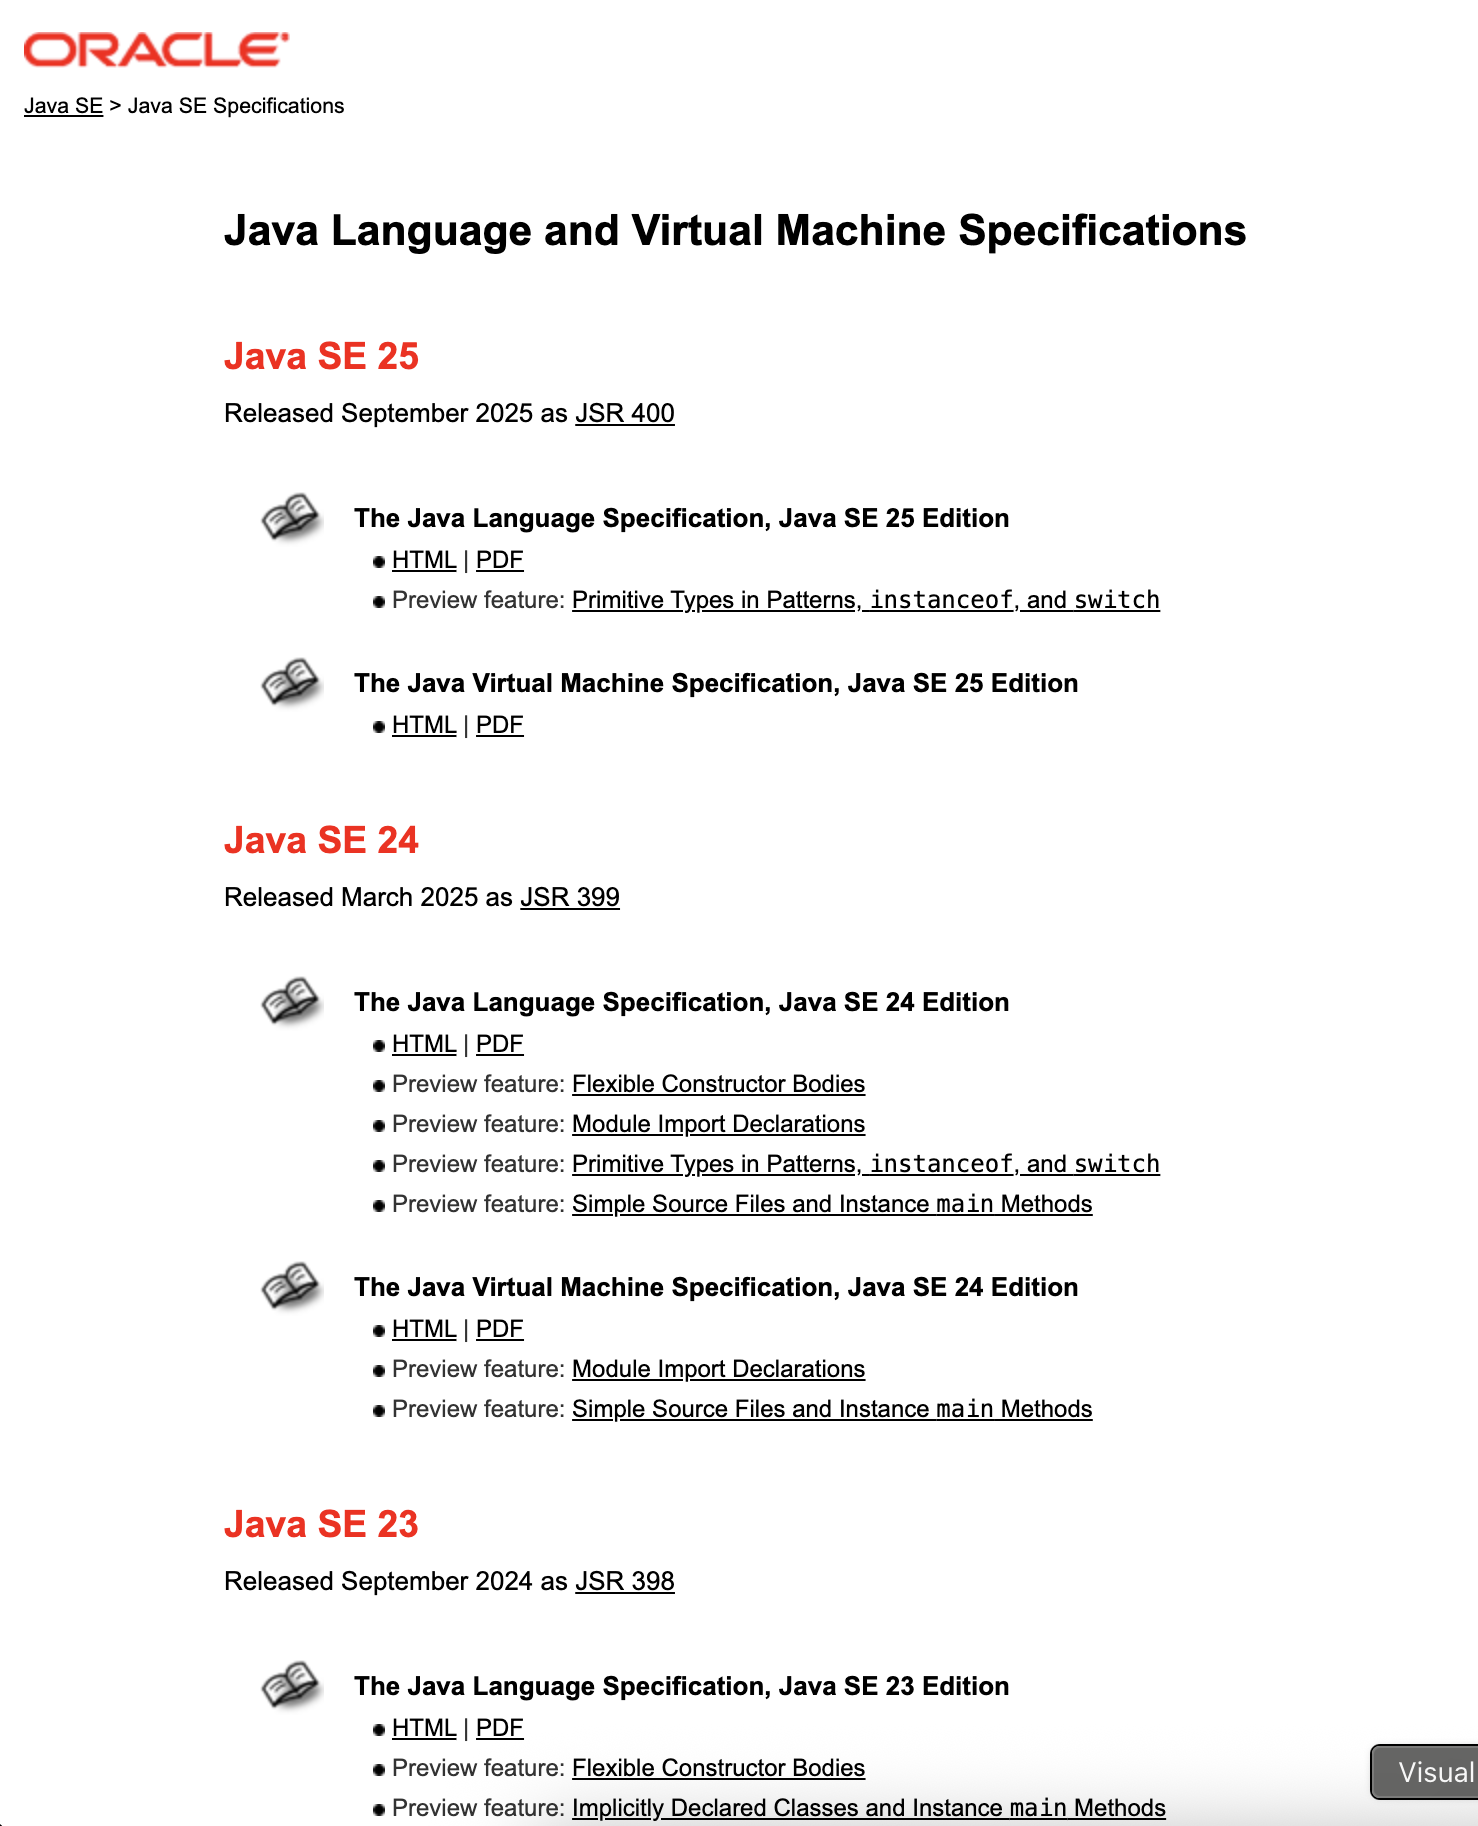 ORACLE
Java SE > Java SE Specifications
Java Language and Virtual Machine Specifications
Java SE 25
Released September 2025 as JSR 400
The Java Language Specification, Java SE 25 Edition
HTML | PDF
Preview feature: Primitive Types in Patterns, instanceof, and switch
The Java Virtual Machine Specification, Java SE 25 Edition
HTML | PDF
Java SE 24
Released March 2025 as JSR 399
The Java Language Specification, Java SE 24 Edition
HTML | PDF
Preview feature: Flexible Constructor Bodies
Preview feature: Module Import Declarations
Preview feature: Primitive Types in Patterns, instanceof, and switch
Preview feature: Simple Source Files and Instance main Methods
The Java Virtual Machine Specification, Java SE 24 Edition
HTML | PDF
Preview feature: Module Import Declarations
Preview feature: Simple Source Files and Instance main Methods
Java SE 23
Released September 2024 as JSR 398
The Java Language Specification, Java SE 23 Edition
HTML | PDF
Preview feature: Flexible Constructor Bodies
Visual
Preview feature: Implicitly Declared Classes and Instance main Methods